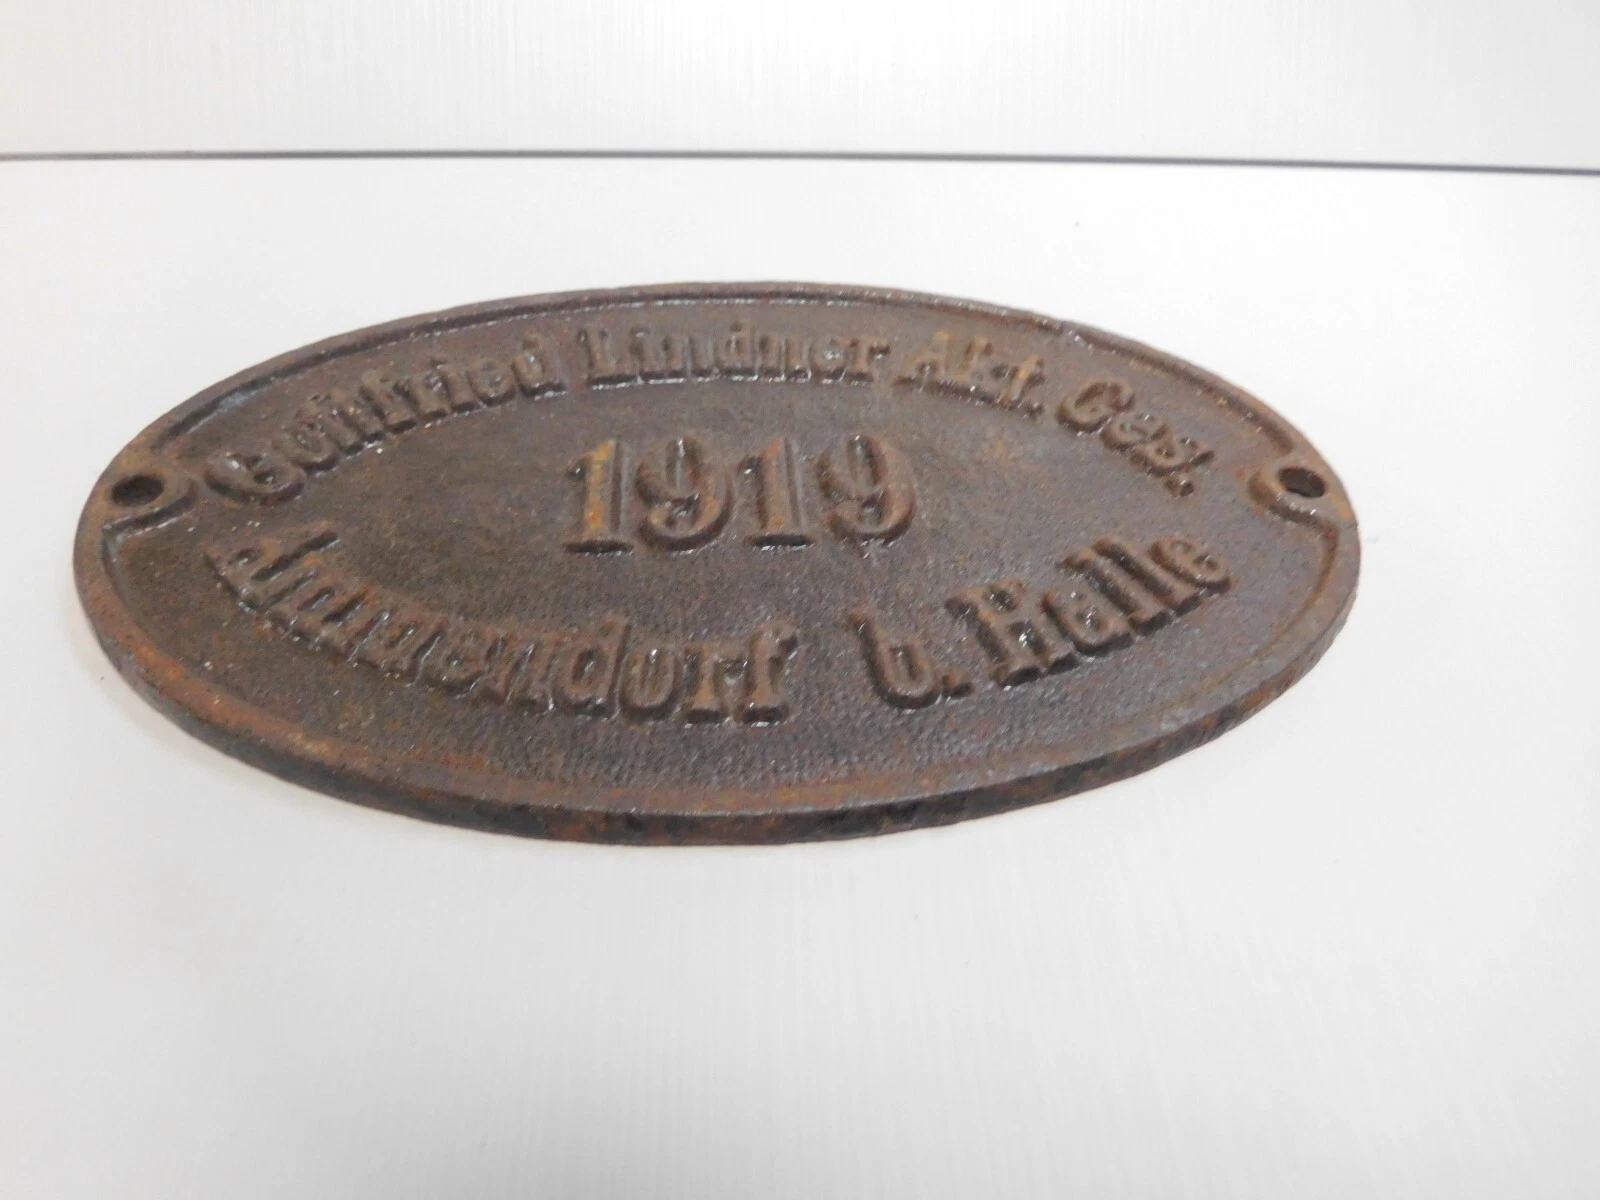 Gottfried Lindner Akt. Ges.
1919
Ammendorf b. Halle